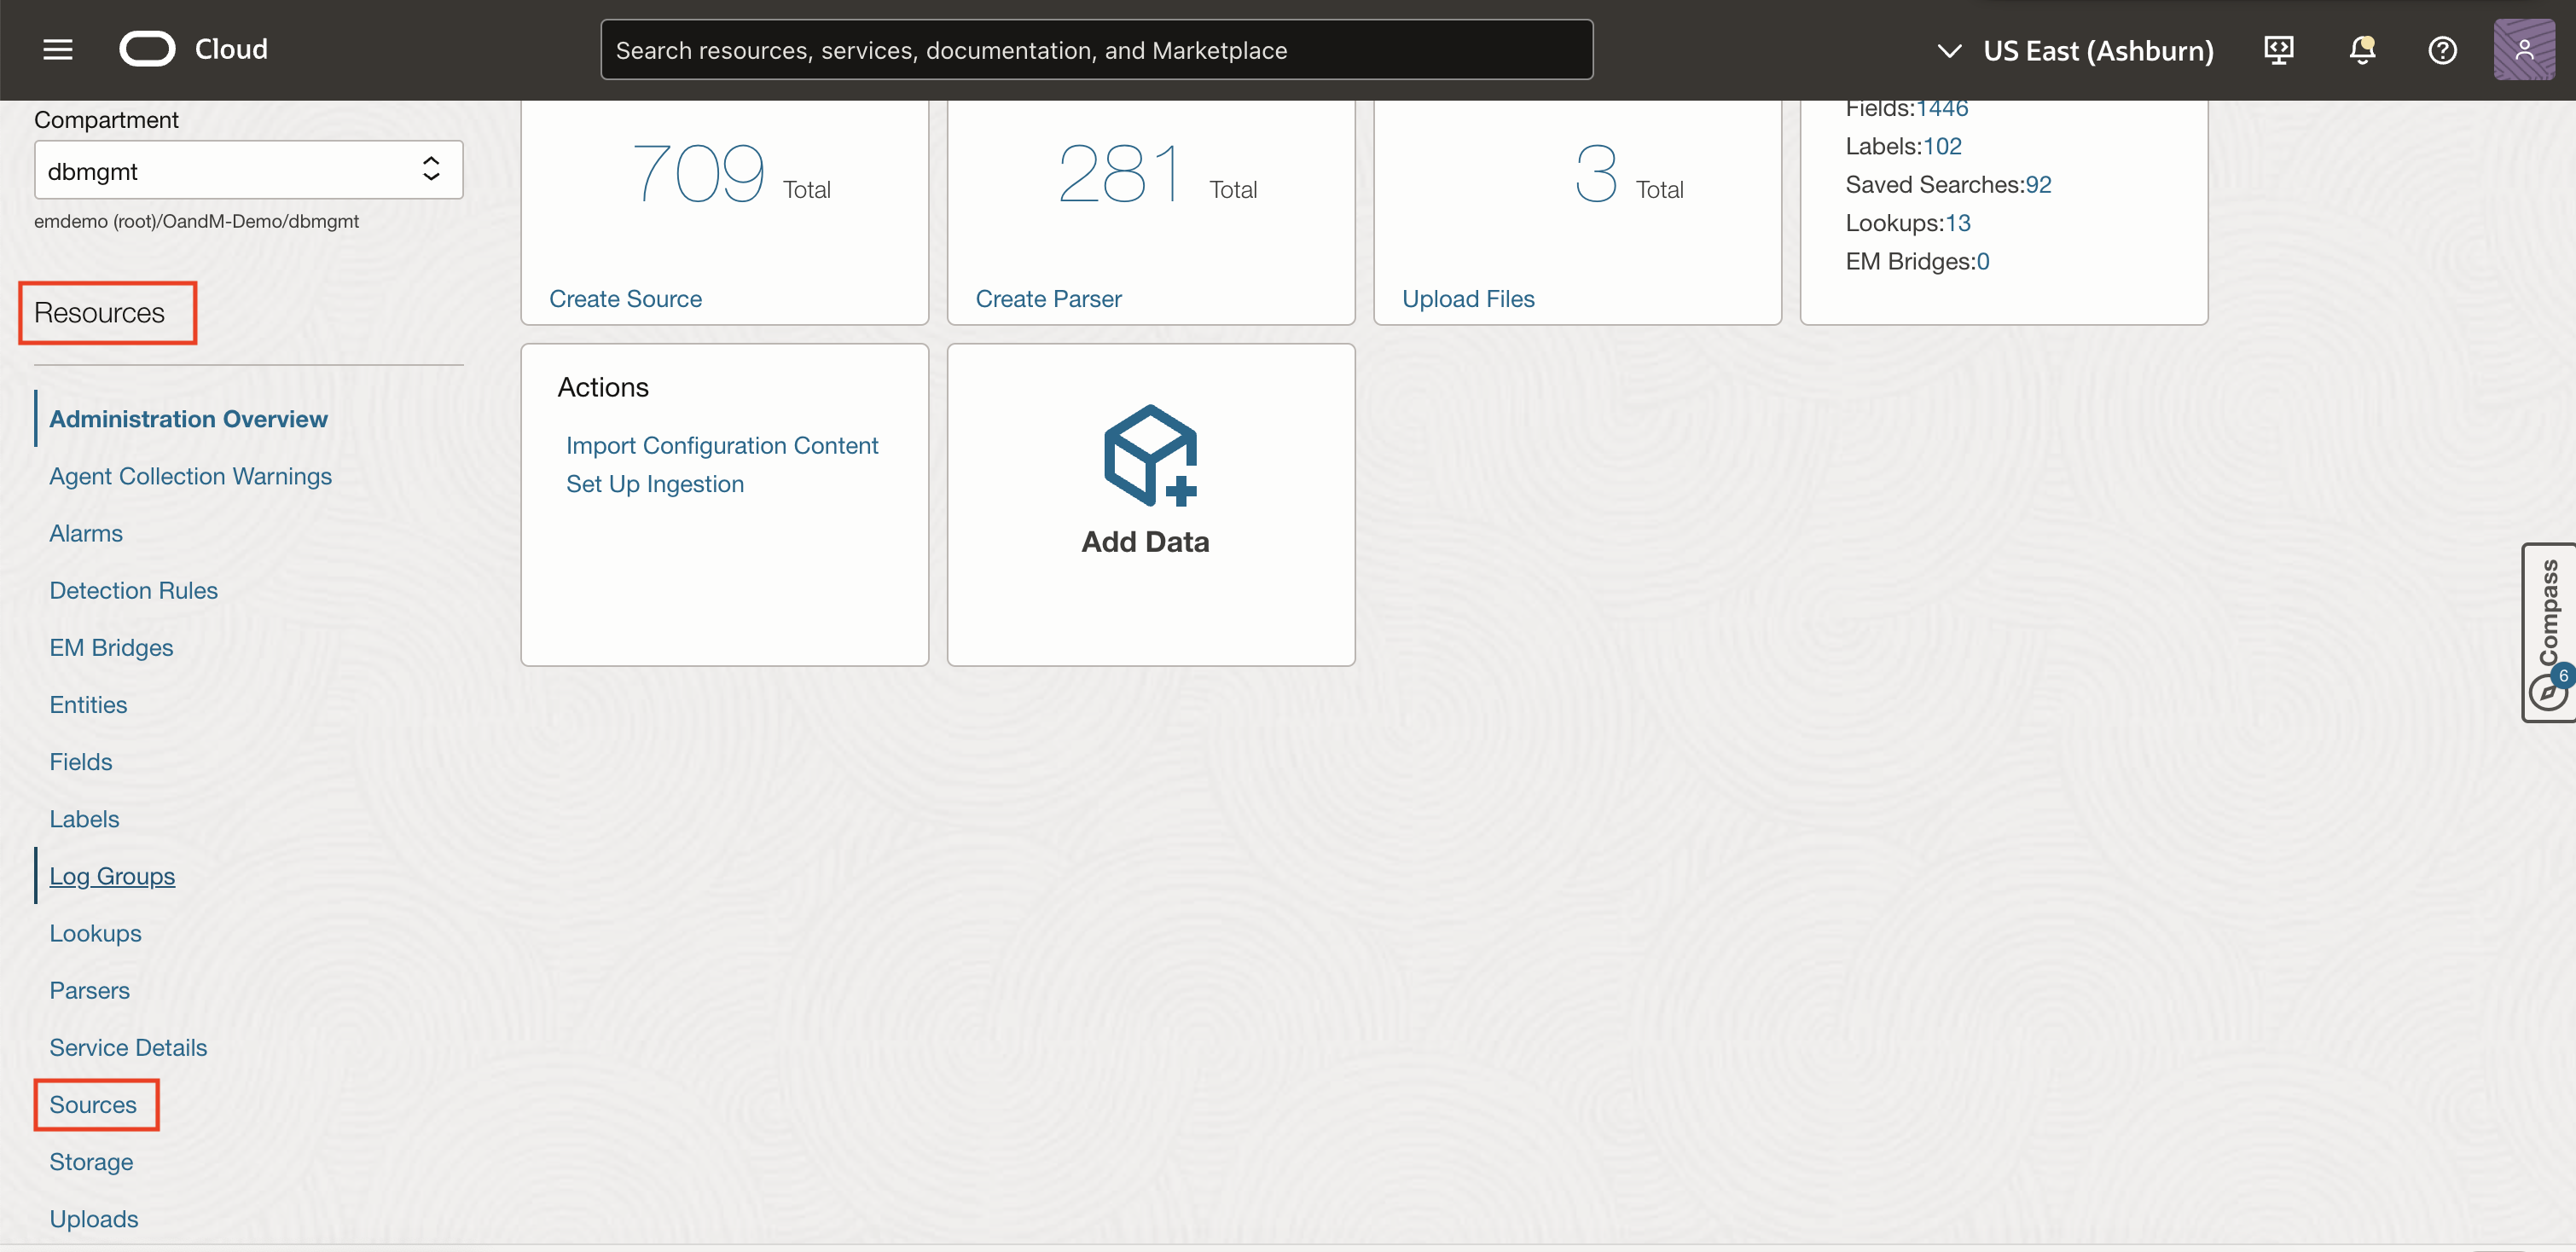 Cloud
Search resources, services, documentation, and Marketplace
US East (Ashburn)
Compartment
dbmgmt
emdemo (root)/OandM-Demo/dbmgmt
Resources
Administration Overview
Agent Collection Warnings
Alarms
Detection Rules
EM Bridges
Entities
Fields
Labels
Log Groups
Lookups
Parsers
Service Details
Sources
Storage
Uploads
709 Total
Create Source
281 Total
Create Parser
3 Total
Upload Files
Fields:1446
Labels:102
Saved Searches:92
Lookups:13
EM Bridges:0
Actions
Import Configuration Content
Set Up Ingestion
Add Data
Compass
6